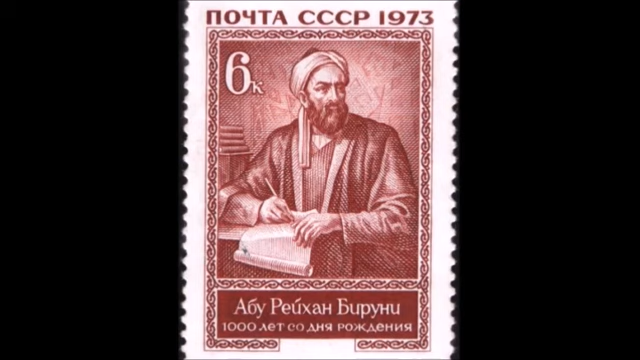 ПОЧТА СССР 1973
6к
Абу Рейхан Бируни
1000 ЛЕТ СО ДНЯ РОЖДЕНИЯ